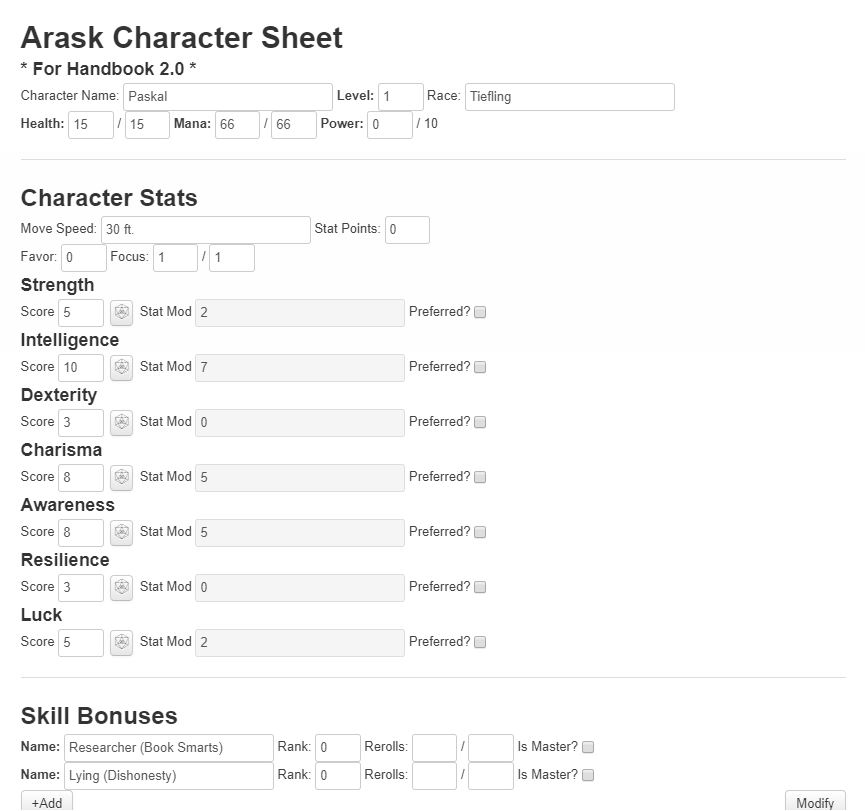 Arask Character Sheet
* For Handbook 2.0 *
Character Name: Paskal Level: 1 Race: Tiefling
Health: 15 / 15 Mana: 66 / 66 Power: 0 / 10
Character Stats
Move Speed: 30 ft. Stat Points: 0
Favor: 0 Focus: 1 / 1
Strength
Score 5 Stat Mod 2 Preferred?
Intelligence
Score 10 Stat Mod 7 Preferred?
Dexterity
Score 3 Stat Mod 0 Preferred?
Charisma
Score 8 Stat Mod 5 Preferred?
Awareness
Score 8 Stat Mod 5 Preferred?
Resilience
Score 3 Stat Mod 0 Preferred?
Luck
Score 5 Stat Mod 2 Preferred?
Skill Bonuses
Name: Researcher (Book Smarts) Rank: 0 Rerolls: / Is Master?
Name: Lying (Dishonesty) Rank: 0 Rerolls: / Is Master?
+Add Modify